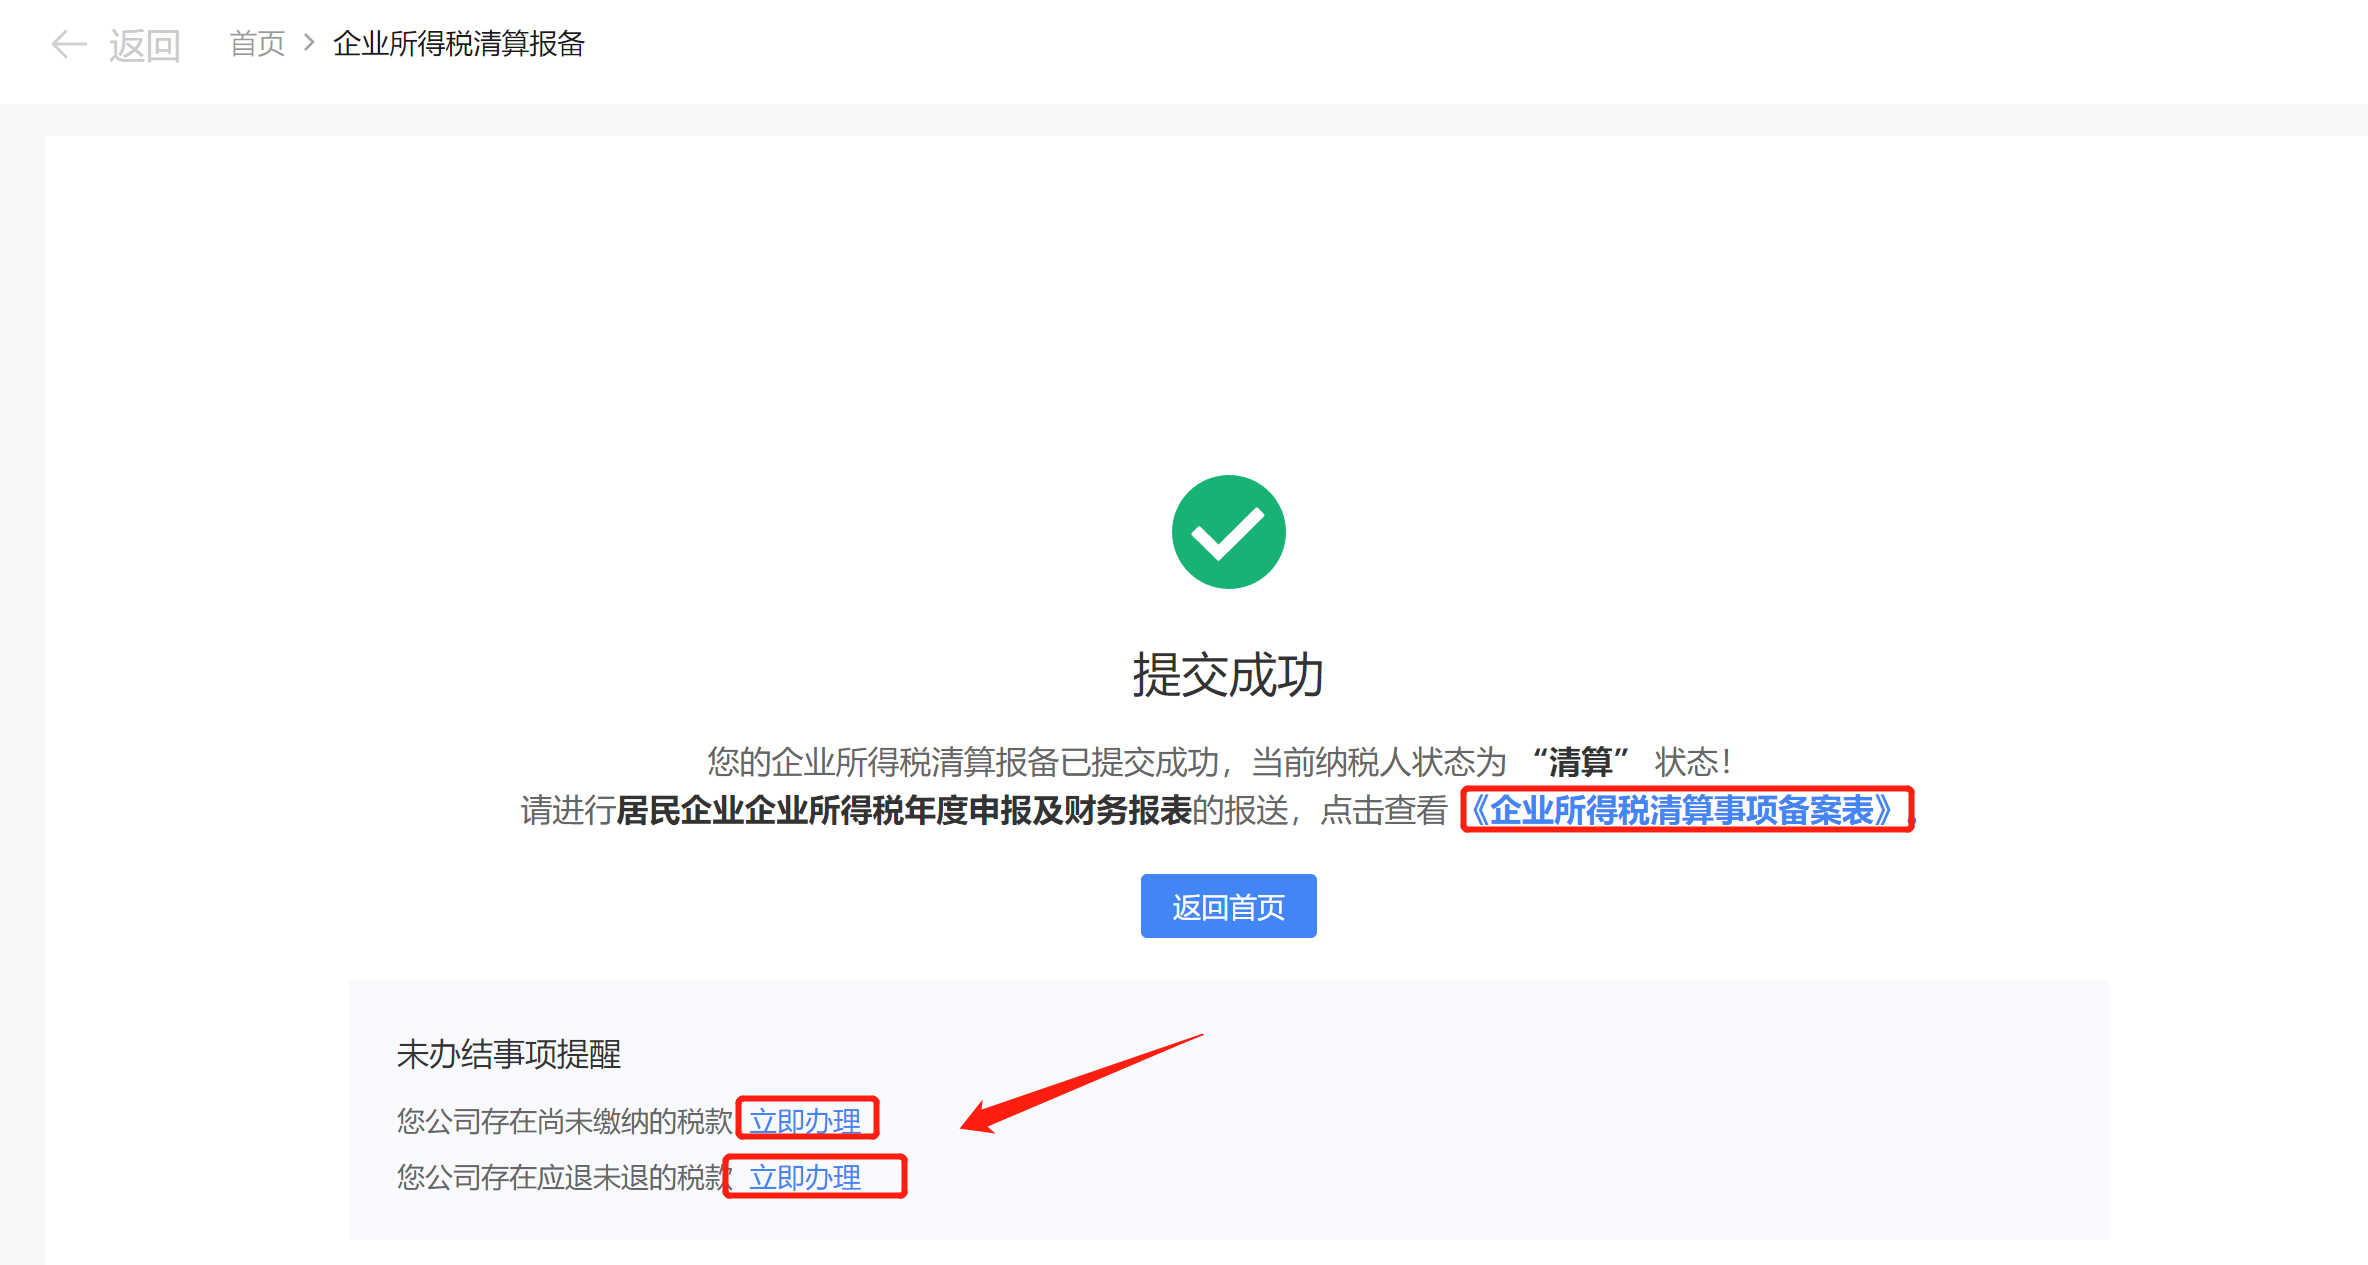 返回 首页 > 企业所得税清算报备
提交成功
您的企业所得税清算报备已提交成功，当前纳税人状态为 “清算” 状态！
请进行居民企业企业所得税年度申报及财务报表的报送，点击查看《企业所得税清算事项备案表》。
返回首页
未办结事项提醒
您公司存在尚未缴纳的税款 立即办理
您公司存在应退未退的税款 立即办理